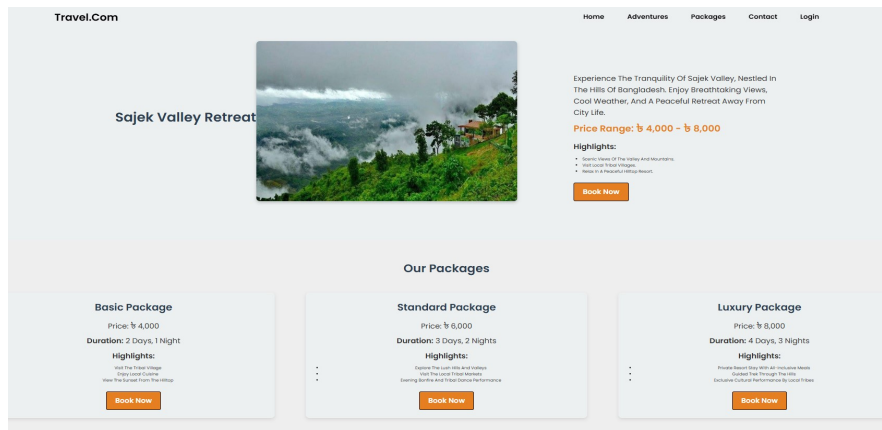 Travel.Com
Home Adventures Packages Contact Login
Sajek Valley Retreat
Experience The Tranquility Of Sajek Valley, Nestled In
The Hills Of Bangladesh. Enjoy Breathtaking Views,
Cool Weather, And A Peaceful Retreat Away From
City Life.
Price Range: ৳ 4,000 - ৳ 8,000
Highlights:
• Scenic Views Of The Valley And Mountains.
• Visit Local Tribal Villages.
• Relax In A Peaceful Hilltop Resort.
Book Now
Our Packages
Basic Package
Price: ৳ 4,000
Duration: 2 Days, 1 Night
Highlights:
Visit The Tribal Village
Enjoy Local Cuisine
View The Sunset From The Hilltop
Book Now
Standard Package
Price: ৳ 6,000
Duration: 3 Days, 2 Nights
Highlights:
• Explore The Lush Hills And Valleys
• Visit The Local Tribal Markets
• Evening Bonfire And Tribal Dance Performance
Book Now
Luxury Package
Price: ৳ 8,000
Duration: 4 Days, 3 Nights
Highlights:
• Private Resort Stay With All-Inclusive Meals
• Guided Trek Through The Hills
• Exclusive Cultural Performance By Local Tribes
Book Now